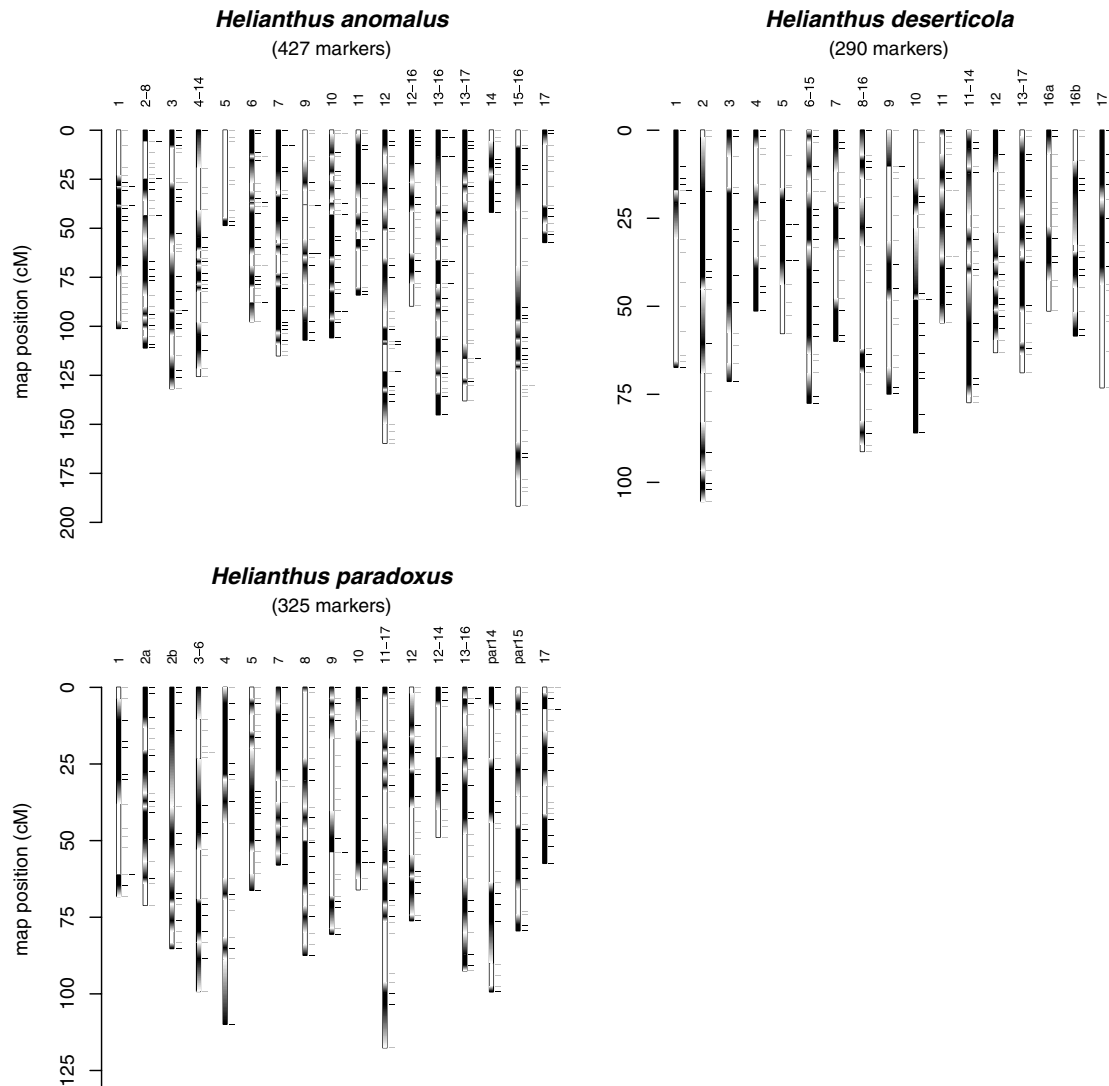 Helianthus anomalus
(427 markers)
1 2–8 3 4–14 5 6 7 9 10 11 12 12–16 13–16 13–17 14 15–16 17
0
25
50
75
100
125
150
175
200
map position (cM)
Helianthus deserticola
(290 markers)
1 2 3 4 5 6–15 7 8–16 9 10 11 11–14 12 13–17 16a 16b 17
0
25
50
75
100
Helianthus paradoxus
(325 markers)
1 2a 2b 3–6 4 5 7 8 9 10 11–17 12 12–14 13–16 par14 par15 17
0
25
50
75
100
125
map position (cM)